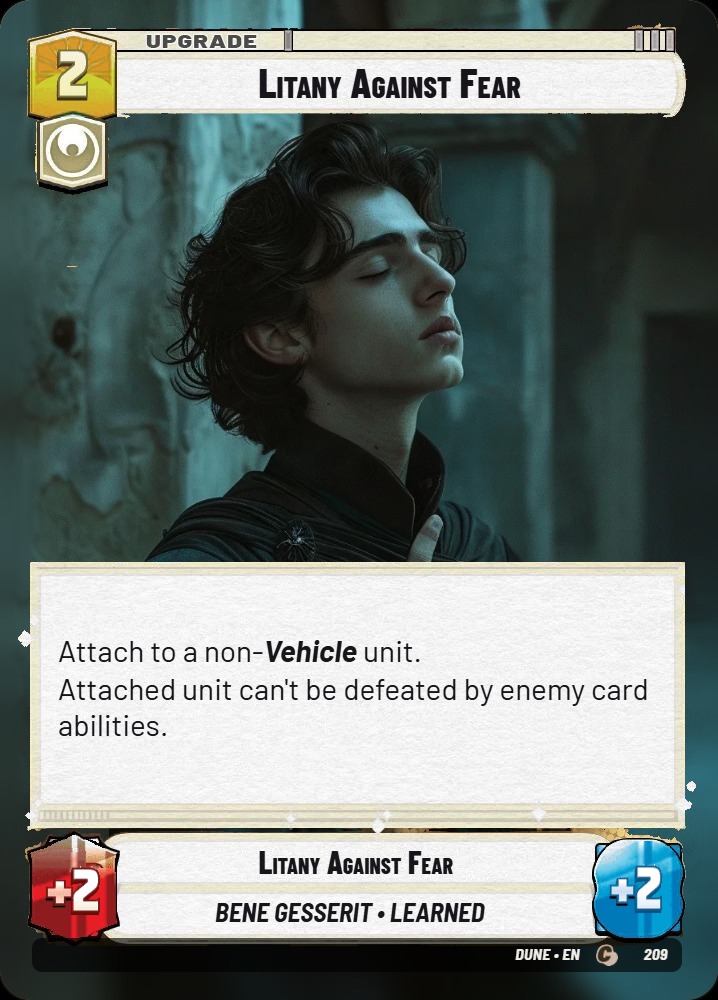 UPGRADE
2
Litany Against Fear
Attach to a non-Vehicle unit.
Attached unit can't be defeated by enemy card
abilities.
+2
Litany Against Fear
+2
BENE GESSERIT • LEARNED
DUNE • EN C 209